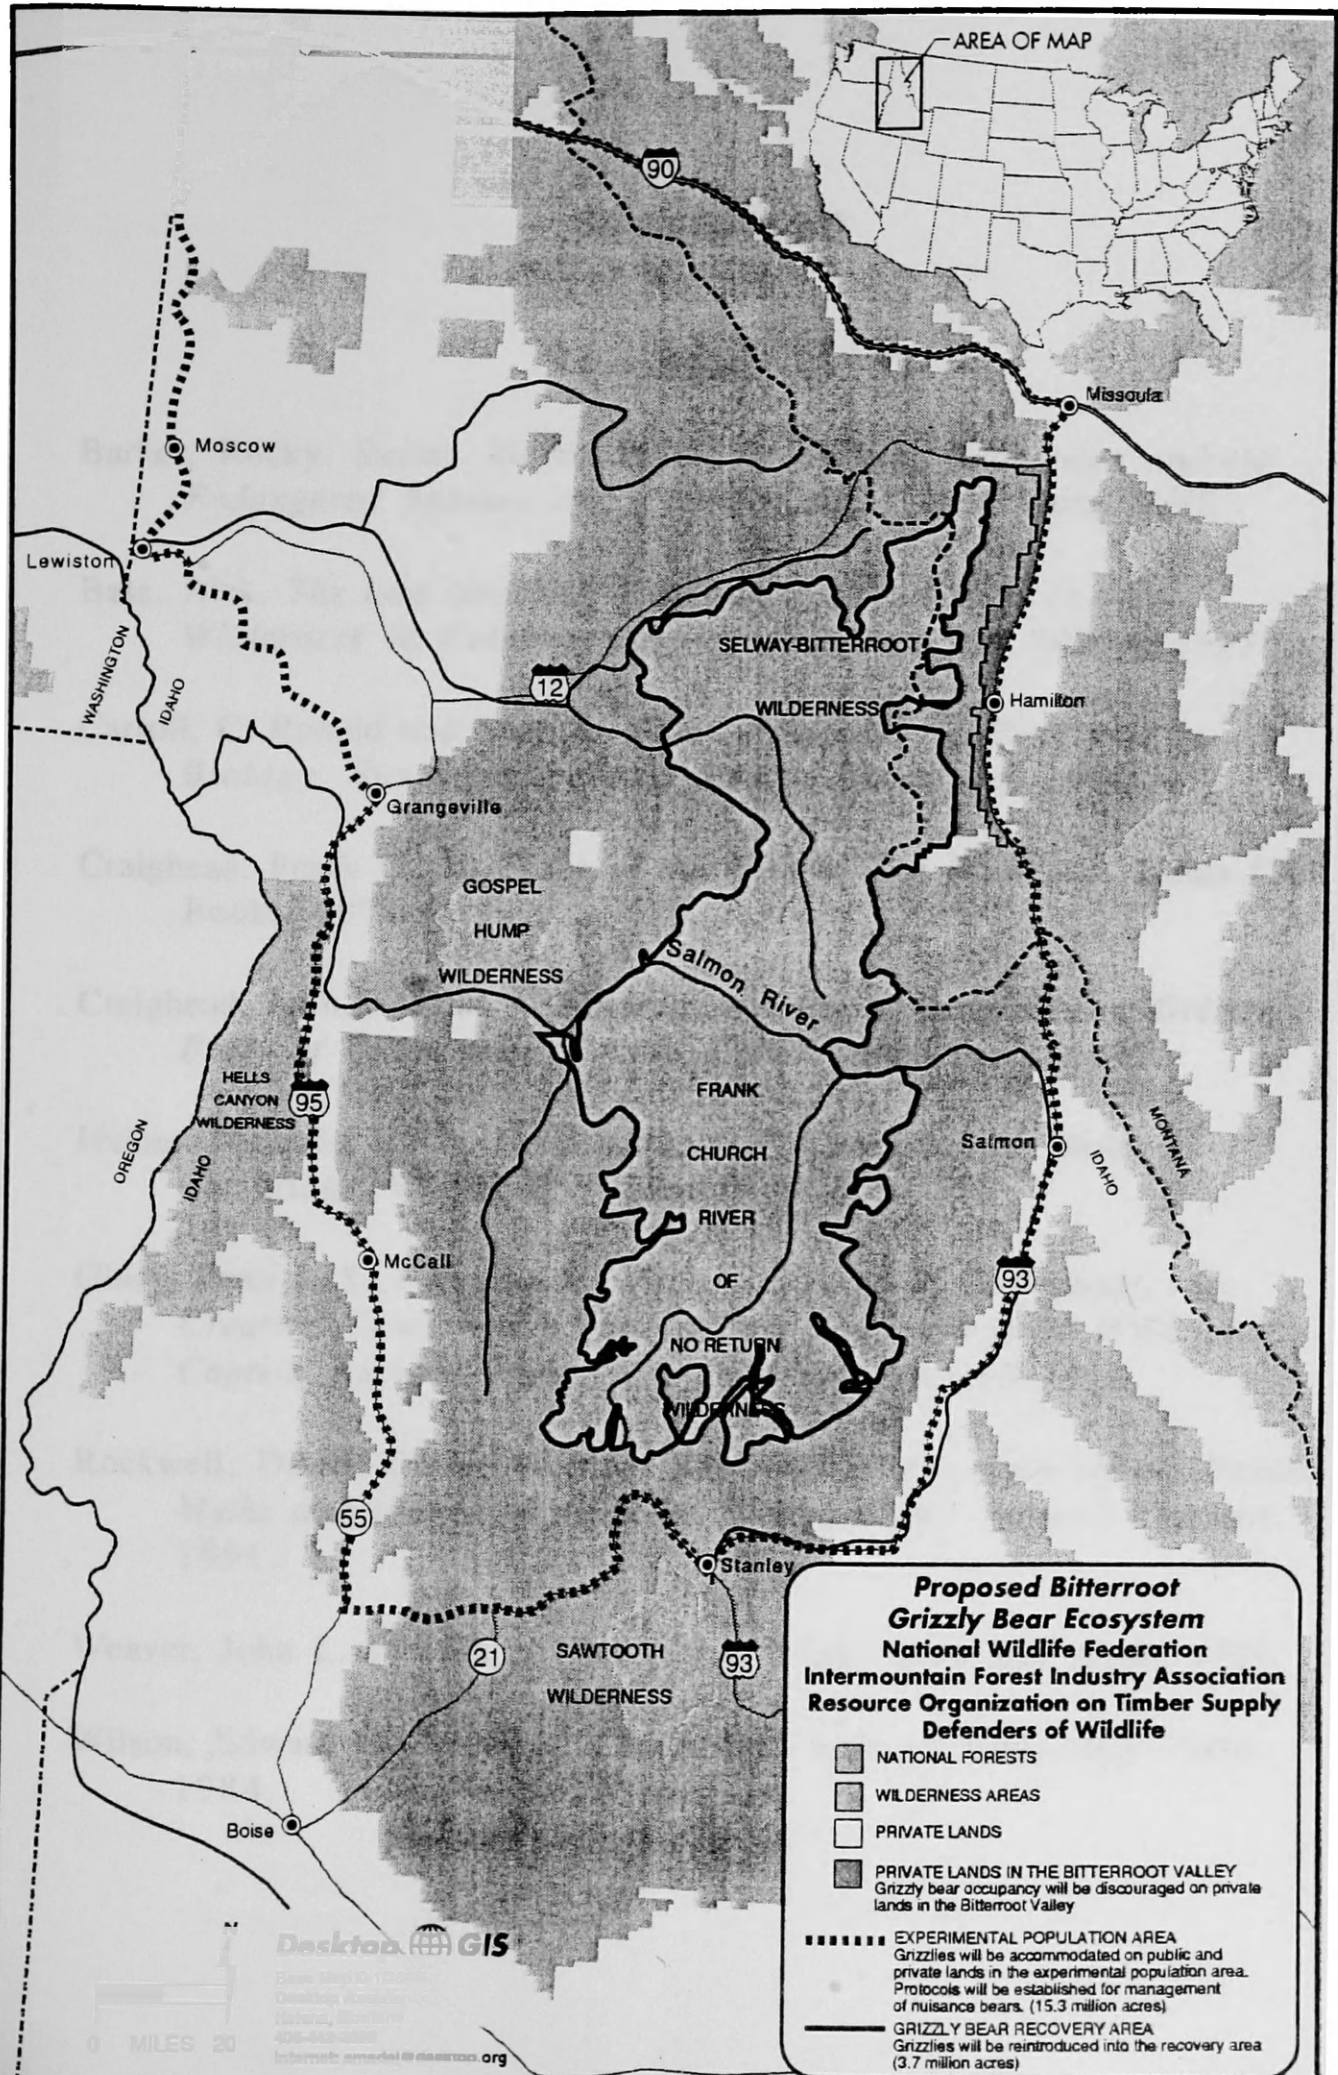 AREA OF MAP
90
Missoula
Moscow
Lewiston
WASHINGTON
IDAHO
12
SELWAY-BITTERROOT
WILDERNESS
Hamilton
Grangeville
GOSPEL
HUMP
WILDERNESS
Salmon River
HELLS
CANYON
WILDERNESS
95
OREGON
IDAHO
FRANK
CHURCH
RIVER
OF
NO RETURN
WILDERNESS
Salmon
MONTANA
IDAHO
McCall
93
55
Stanley
21
SAWTOOTH
WILDERNESS
93
Boise
N
Desktop GIS
0 MILES 20
.org
Proposed Bitterroot
Grizzly Bear Ecosystem
National Wildlife Federation
Intermountain Forest Industry Association
Resource Organization on Timber Supply
Defenders of Wildlife
NATIONAL FORESTS
WILDERNESS AREAS
PRIVATE LANDS
PRIVATE LANDS IN THE BITTERROOT VALLEY
Grizzly bear occupancy will be discouraged on private
lands in the Bitterroot Valley
EXPERIMENTAL POPULATION AREA
Grizzlies will be accommodated on public and
private lands in the experimental population area.
Protocols will be established for management
of nuisance bears. (15.3 million acres)
GRIZZLY BEAR RECOVERY AREA
Grizzlies will be reintroduced into the recovery area
(3.7 million acres)